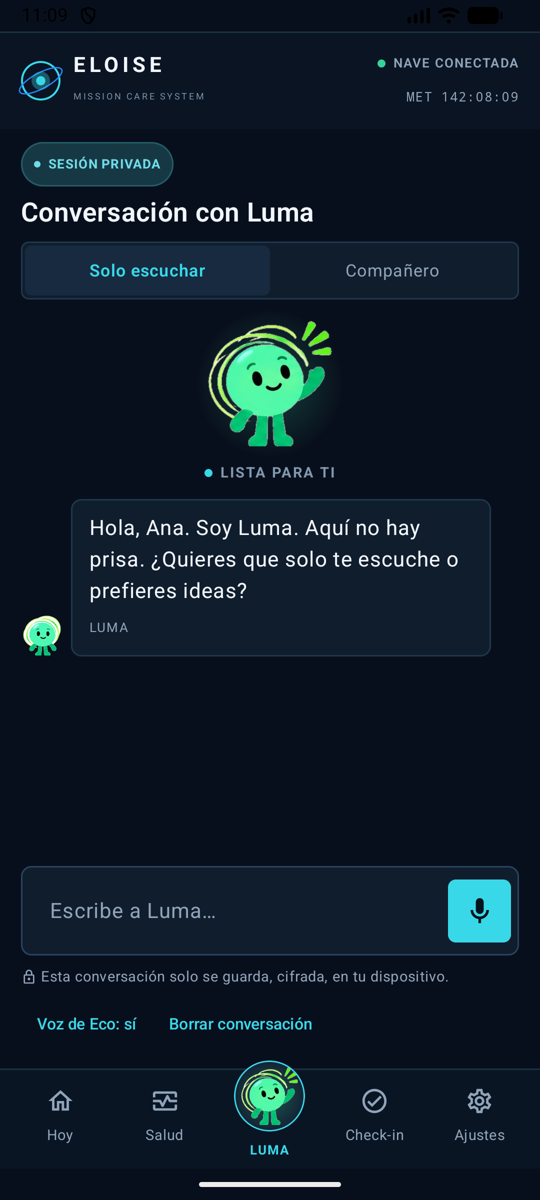 11:09
ELOISE
MISSION CARE SYSTEM
NAVE CONECTADA
MET 142:08:09
SESIÓN PRIVADA
Conversación con Luma
Solo escuchar
Compañero
LISTA PARA TI
Hola, Ana. Soy Luma. Aquí no hay
prisa. ¿Quieres que solo te escuche o
prefieres ideas?
LUMA
Escribe a Luma…
Esta conversación solo se guarda, cifrada, en tu dispositivo.
Voz de Eco: sí
Borrar conversación
Hoy
Salud
LUMA
Check-in
Ajustes